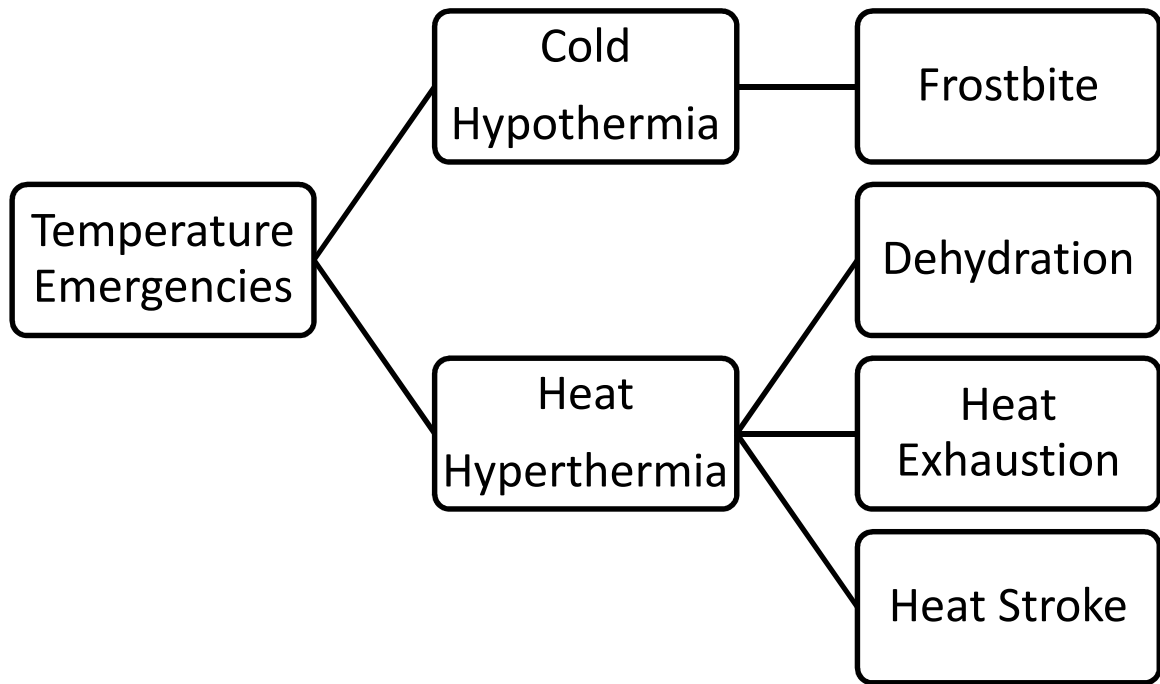 Temperature
Emergencies
Cold
Hypothermia
Frostbite
Heat
Hyperthermia
Dehydration
Heat
Exhaustion
Heat Stroke